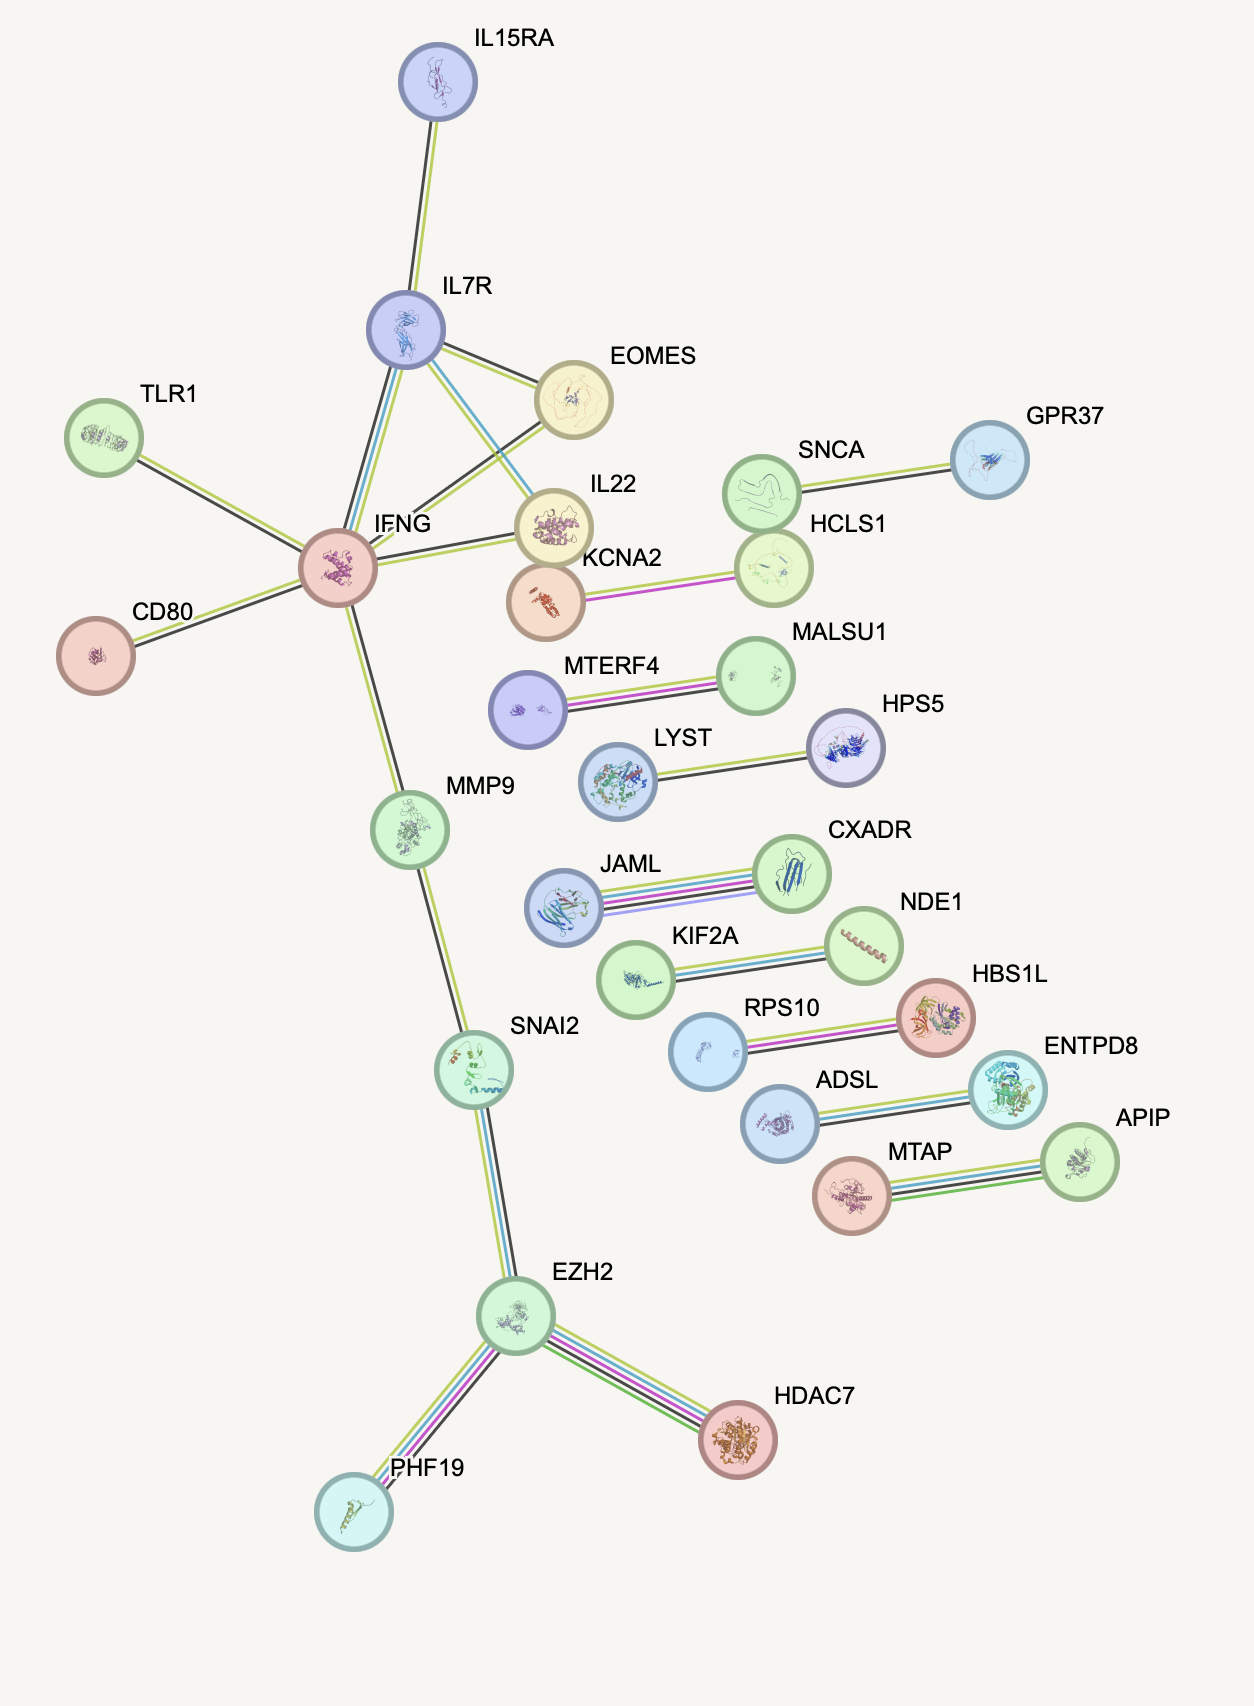 IL15RA
IL7R
EOMES
TLR1
GPR37
SNCA
IL22
IFNG
HCLS1
KCNA2
CD80
MALSU1
MTERF4
HPS5
LYST
MMP9
CXADR
JAML
NDE1
KIF2A
HBS1L
RPS10
SNAI2
ENTPD8
ADSL
APIP
MTAP
EZH2
HDAC7
PHF19